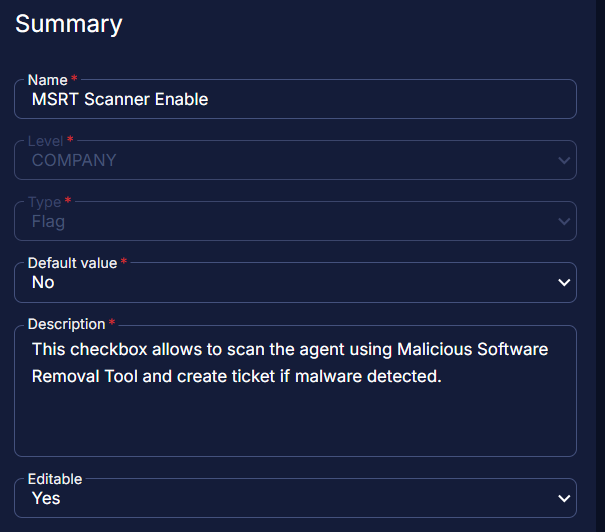 Summary
Name *
MSRT Scanner Enable
Level *
COMPANY
Type *
Flag
Default value *
No
Description *
This checkbox allows to scan the agent using Malicious Software
Removal Tool and create ticket if malware detected.
Editable
Yes